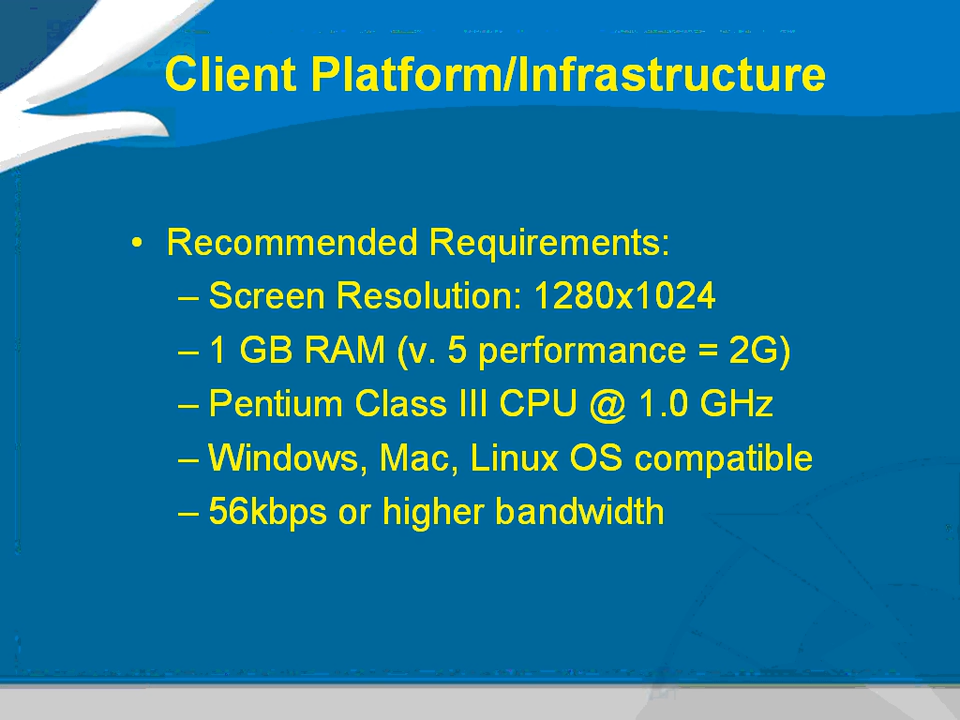 Client Platform/Infrastructure
• Recommended Requirements:
– Screen Resolution: 1280x1024
– 1 GB RAM (v. 5 performance = 2G)
– Pentium Class III CPU @ 1.0 GHz
– Windows, Mac, Linux OS compatible
– 56kbps or higher bandwidth